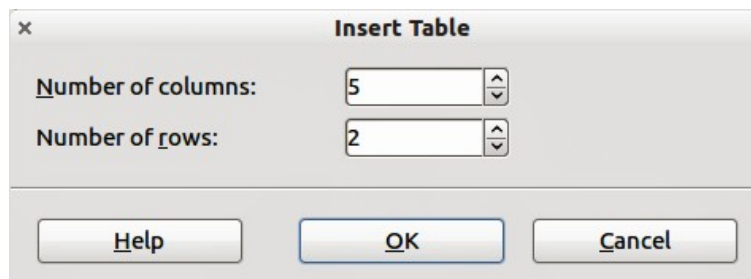 Insert Table
Number of columns: 5
Number of rows: 2
Help OK Cancel